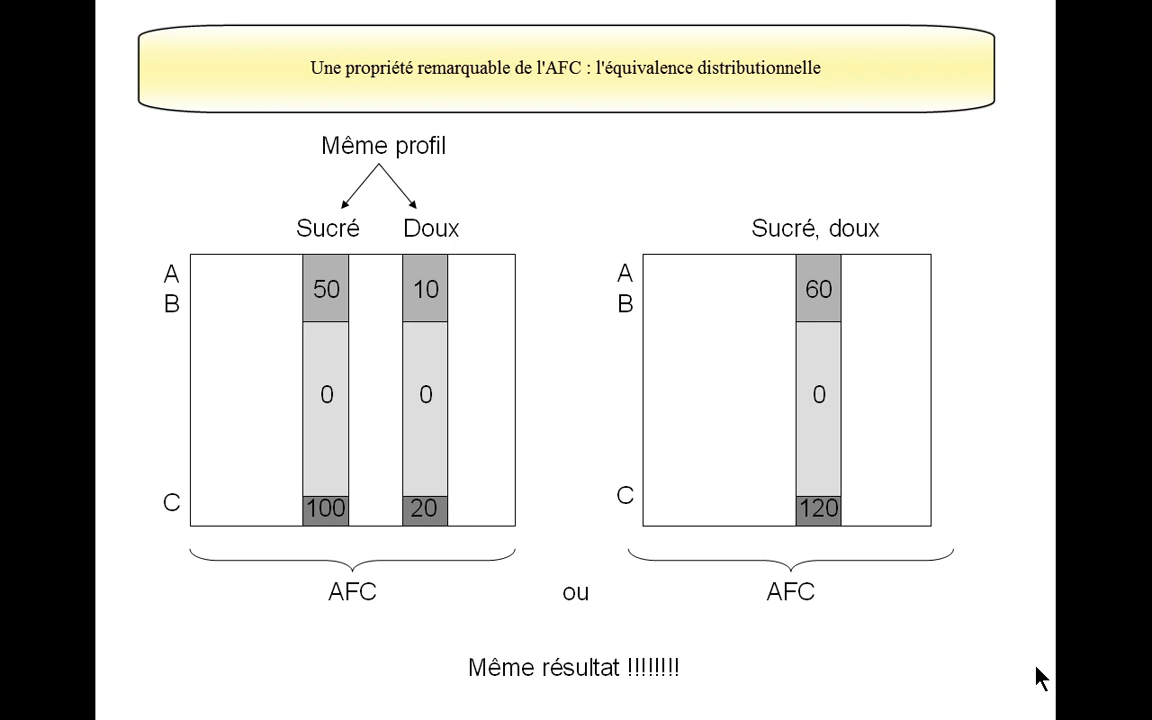 Une propriété remarquable de l'AFC : l'équivalence distributionnelle
Même profil
Sucré Doux
A
B
C
50 10
0 0
100 20
AFC
ou
Sucré, doux
A
B
C
60
0
120
AFC
Même résultat !!!!!!!!